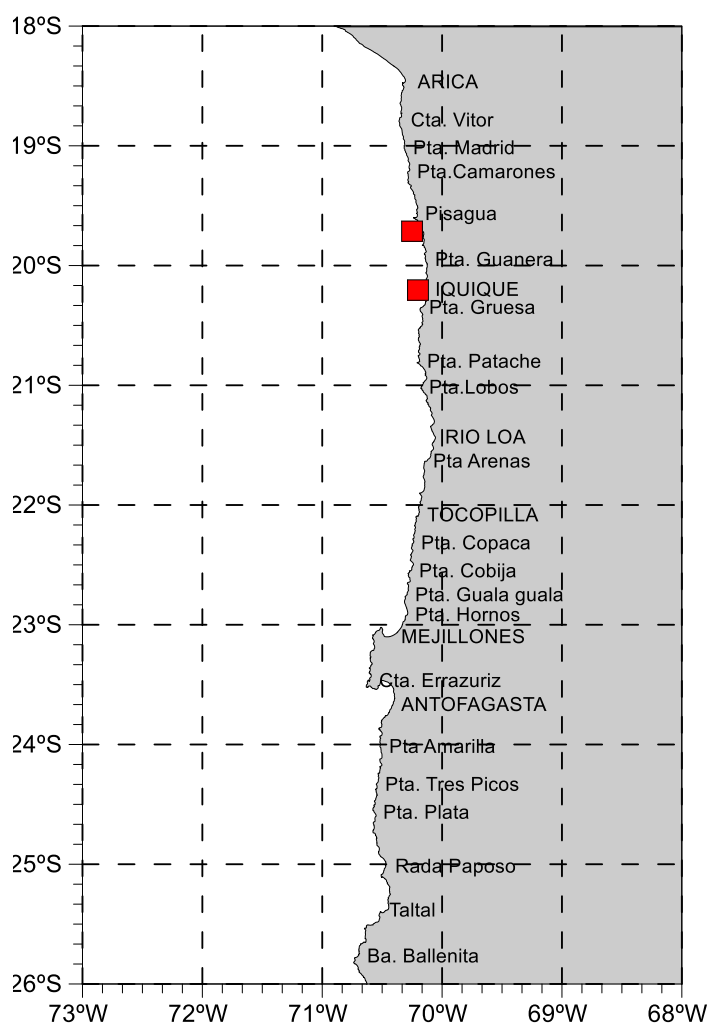 18ºS
ARICA
Cta. Vitor
19ºS
Pta. Madrid
Pta.Camarones
Pisagua
Pta. Guanera
20ºS
IQUIQUE
Pta. Gruesa
Pta. Patache
21ºS
Pta.Lobos
RIO LOA
Pta Arenas
22ºS
TOCOPILLA
Pta. Copaca
Pta. Cobija
Pta. Guala guala
Pta. Hornos
23ºS
MEJILLONES
Cta. Errazuriz
ANTOFAGASTA
24ºS
Pta Amarilla
Pta. Tres Picos
Pta. Plata
25ºS
Rada Paposo
Taltal
Ba. Ballenita
26ºS
73ºW 72ºW 71ºW 70ºW 69ºW 68ºW